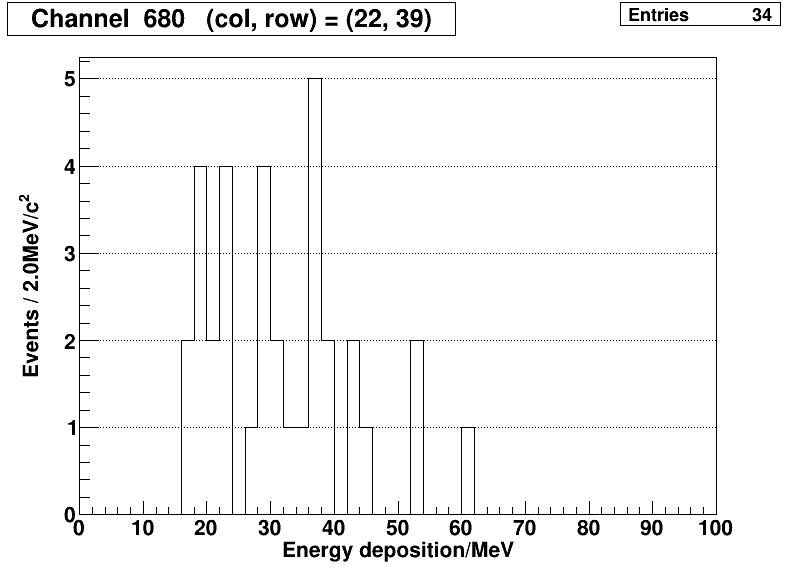 Channel 680 (col, row) = (22, 39)
Entries 34
Events / 2.0MeV/c²
5
4
3
2
1
0
0 10 20 30 40 50 60 70 80 90 100
Energy deposition/MeV